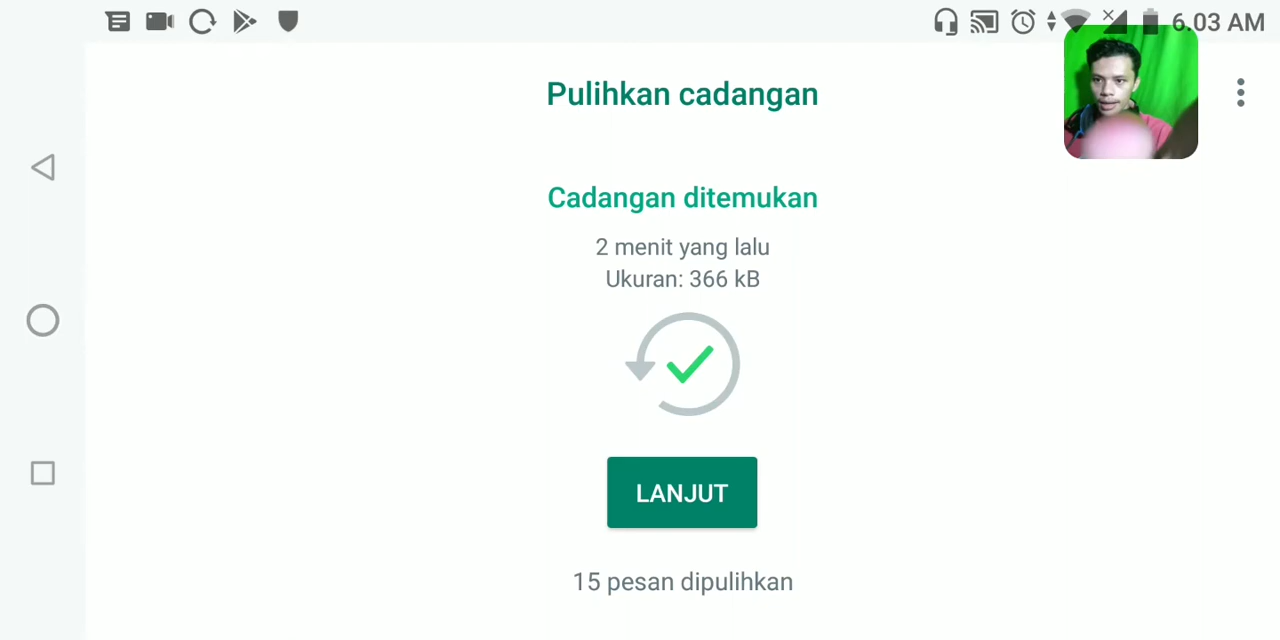 6.03 AM
Pulihkan cadangan
Cadangan ditemukan
2 menit yang lalu
Ukuran: 366 kB
LANJUT
15 pesan dipulihkan